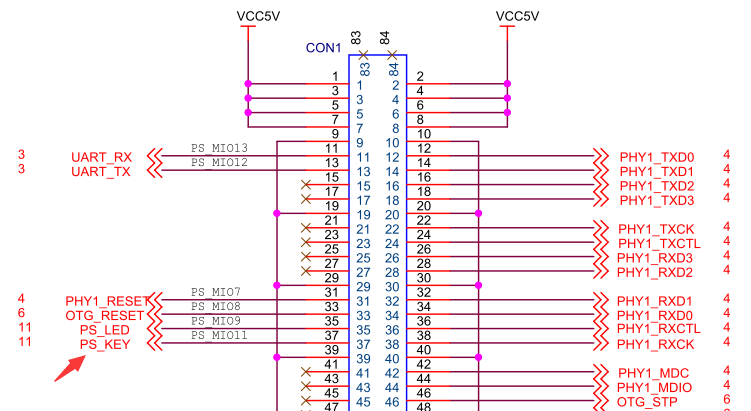 VCC5V VCC5V
83 84
CON1
83 84
1 1 2 2
3 3 4 4
5 5 6 6
7 7 8 8
9 9 10 10
3 UART_RX PS_MIO13 11 11 12 12 PHY1_TXD0 4
3 UART_TX PS_MIO12 13 13 14 14 PHY1_TXD1 4
15 15 16 16 PHY1_TXD2 4
17 17 18 18 PHY1_TXD3 4
19 19 20 20
21 21 22 22 PHY1_TXCK 4
23 23 24 24 PHY1_TXCTL 4
25 25 26 26 PHY1_RXD3 4
27 27 28 28 PHY1_RXD2 4
29 29 30 30
4 PHY1_RESET PS_MIO7 31 31 32 32 PHY1_RXD1 4
6 OTG_RESET PS_MIO8 33 33 34 34 PHY1_RXD0 4
11 PS_LED PS_MIO9 35 35 36 36 PHY1_RXCTL 4
11 PS_KEY PS_MIO11 37 37 38 38 PHY1_RXCK 4
39 39 40 40
41 41 42 42 PHY1_MDC 4
43 43 44 44 PHY1_MDIO 4
45 45 46 46 OTG_STP 6
47 48